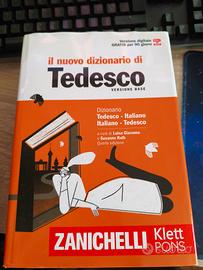 Versione digitale
GRATIS per 90 giorni
il nuovo dizionario di
Tedesco
VERSIONE BASE
Dizionario
Tedesco - Italiano
Italiano - Tedesco
a cura di Luisa Giacoma
e Susanne Kolb
Quarta edizione
ZANICHELLI
Klett
PONS